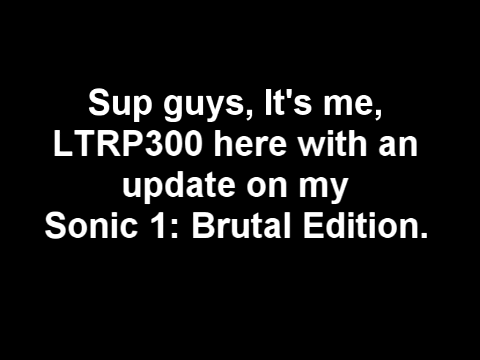 Sup guys, It's me,
LTRP300 here with an
update on my
Sonic 1: Brutal Edition.